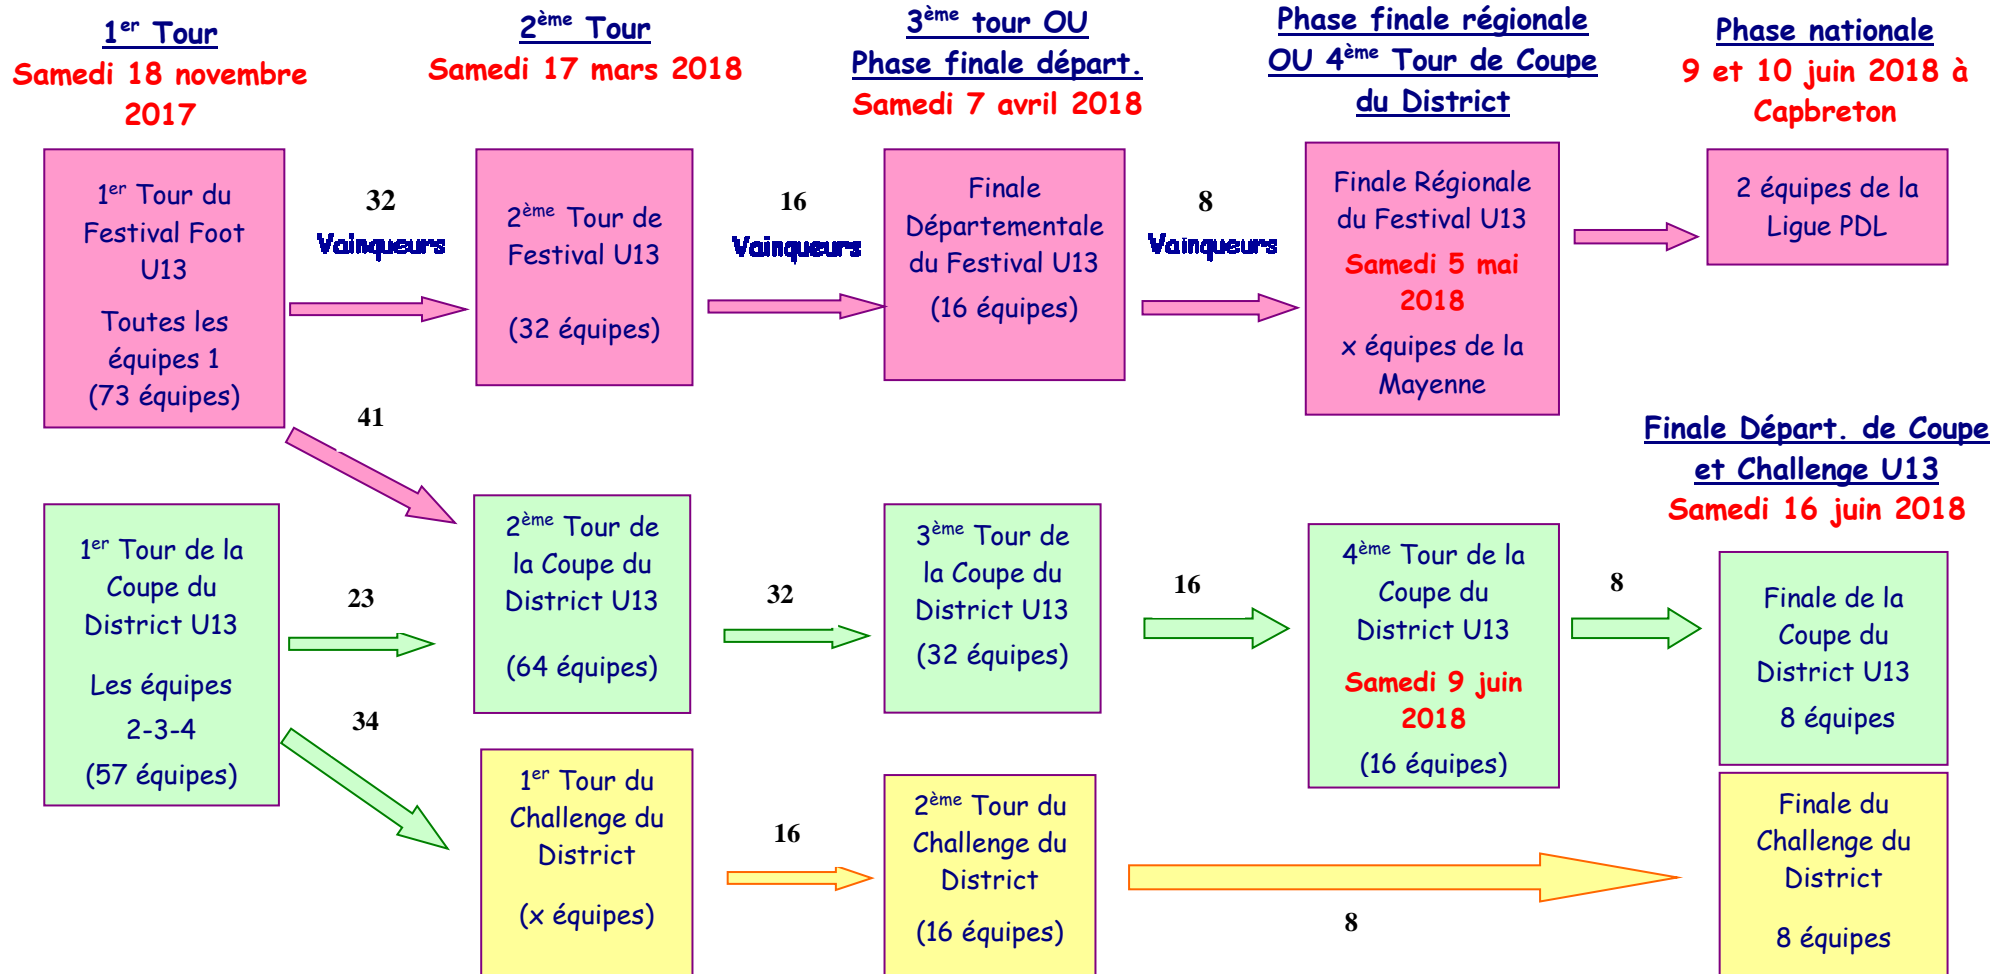 1er Tour
Samedi 18 novembre
2017
2ème Tour
Samedi 17 mars 2018
3ème tour OU
Phase finale départ.
Samedi 7 avril 2018
Phase finale régionale
OU 4ème Tour de Coupe
du District
Phase nationale
9 et 10 juin 2018 à
Capbreton
1er Tour du
Festival Foot
U13
Toutes les
équipes 1
(73 équipes)
32
Vainqueurs
2ème Tour de
Festival U13
(32 équipes)
16
Vainqueurs
Finale
Départementale
du Festival U13
(16 équipes)
8
Vainqueurs
Finale Régionale
du Festival U13
Samedi 5 mai
2018
x équipes de la
Mayenne
2 équipes de la
Ligue PDL
41
Finale Départ. de Coupe
et Challenge U13
Samedi 16 juin 2018
1er Tour de la
Coupe du
District U13
Les équipes
2-3-4
(57 équipes)
23
34
2ème Tour de
la Coupe du
District U13
(64 équipes)
32
3ème Tour de
la Coupe du
District U13
(32 équipes)
16
4ème Tour de la
Coupe du
District U13
Samedi 9 juin
2018
(16 équipes)
8
Finale de la
Coupe du
District U13
8 équipes
1er Tour du
Challenge du
District
(x équipes)
16
2ème Tour du
Challenge du
District
(16 équipes)
8
Finale du
Challenge du
District
8 équipes